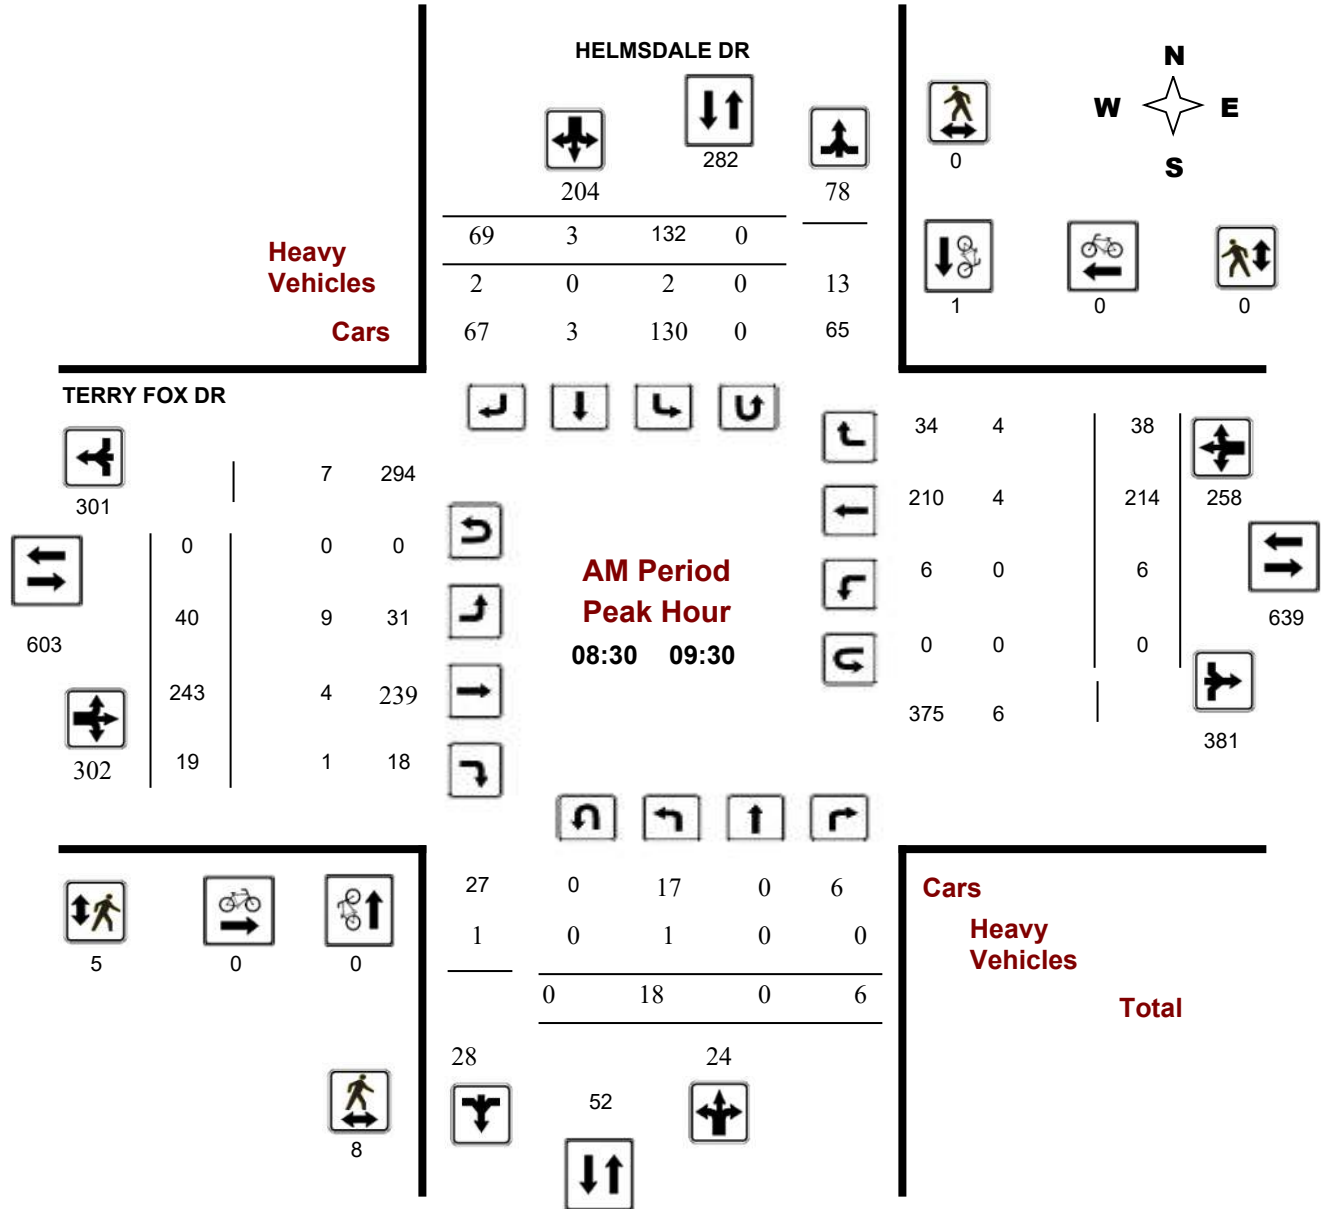 HELMSDALE DR
N
W E
S
282
204
78
0
69 3 132 0
Heavy
Vehicles
2 0 2 0 13
Cars
67 3 130 0 65
1 0 0
TERRY FOX DR
34 4 38
7 294
301
210 4 214 258
0 0 0
AM Period
6 0 6
Peak Hour
40 9 31
639
603
08:30 09:30
0 0 0
243 4 239
375 6
381
302
19 1 18
27 0 17 0 6
Cars
1 0 1 0 0
Heavy
Vehicles
5 0 0
0 18 0 6
Total
28 24
52
8